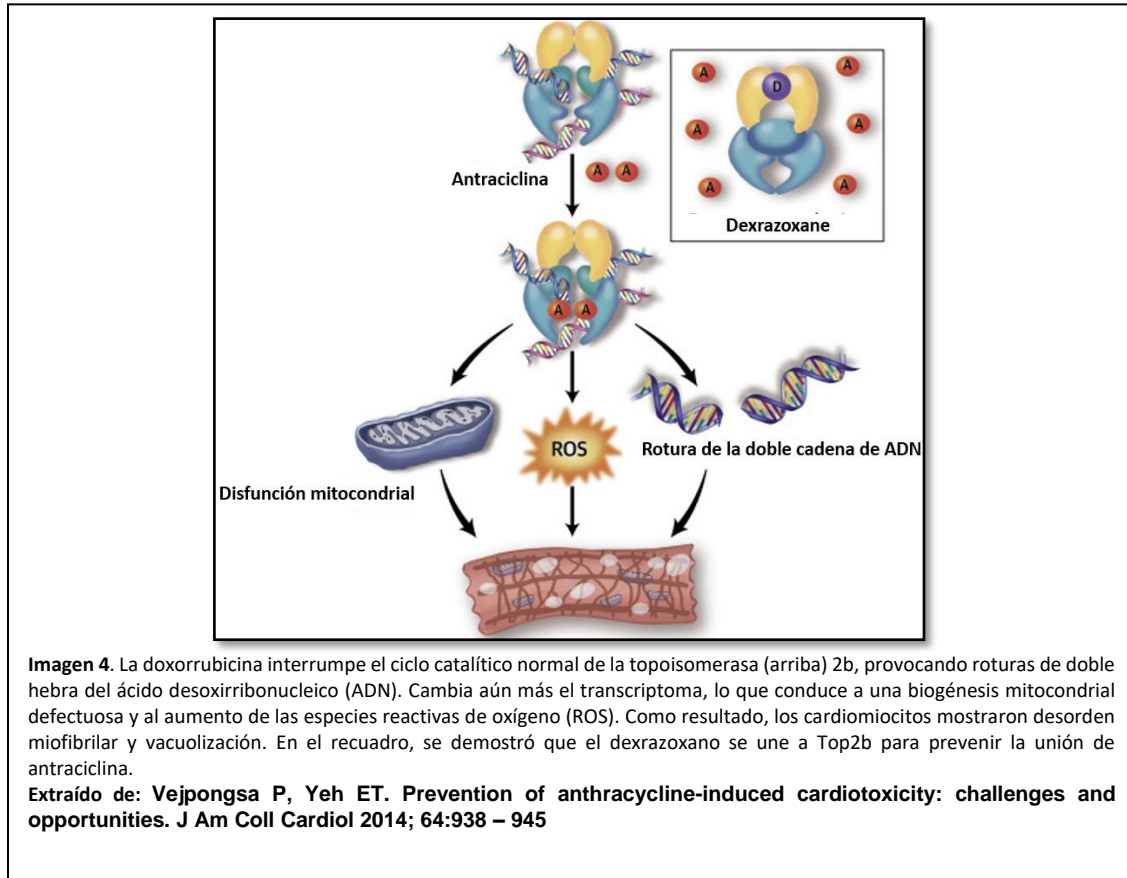 A
A
D
A
A
A
A
Dexrazoxane
Antraciclina
A A
A A
ROS
Rotura de la doble cadena de ADN
Disfunción mitocondrial
Imagen 4. La doxorrubicina interrumpe el ciclo catalítico normal de la topoisomerasa (arriba) 2b, provocando roturas de doble
hebra del ácido desoxirribonucleico (ADN). Cambia aún más el transcriptoma, lo que conduce a una biogénesis mitocondrial
defectuosa y al aumento de las especies reactivas de oxígeno (ROS). Como resultado, los cardiomiocitos mostraron desorden
miofibrilar y vacuolización. En el recuadro, se demostró que el dexrazoxano se une a Top2b para prevenir la unión de
antraciclina.
Extraído de: Vejpongsa P, Yeh ET. Prevention of anthracycline-induced cardiotoxicity: challenges and
opportunities. J Am Coll Cardiol 2014; 64:938 – 945